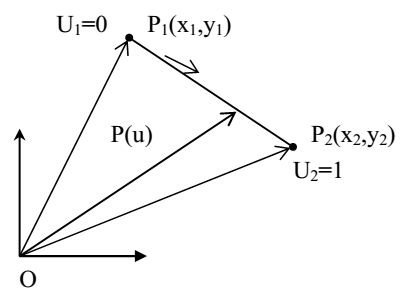 U₁=0 P₁(x₁,y₁)
P(u)
P₂(x₂,y₂)
U₂=1
O